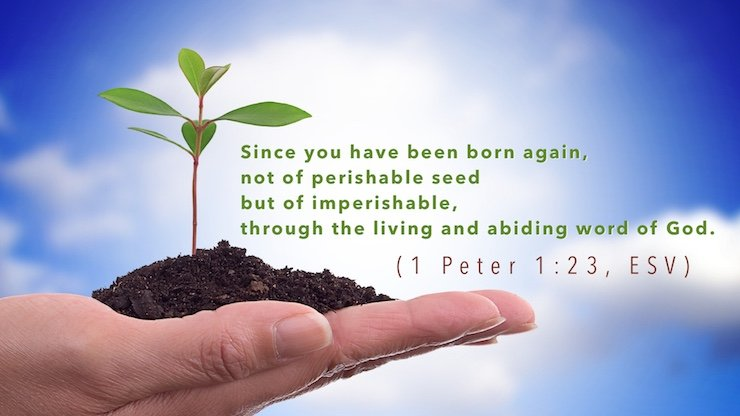 Since you have been born again,
not of perishable seed
but of imperishable,
through the living and abiding word of God.
(1 Peter 1:23, ESV)